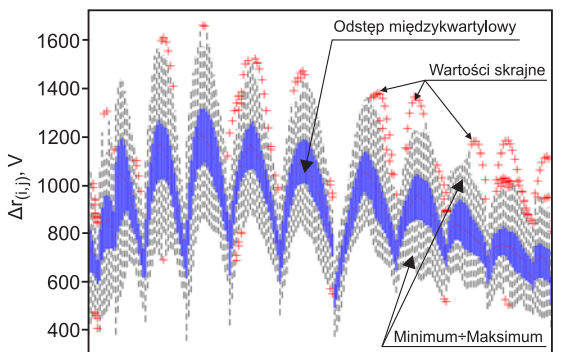 Odstęp międzykwartylowy
Wartości skrajne
1600
1400
1200
1000
800
600
400
Δr(i,j), V
Minimum÷Maksimum